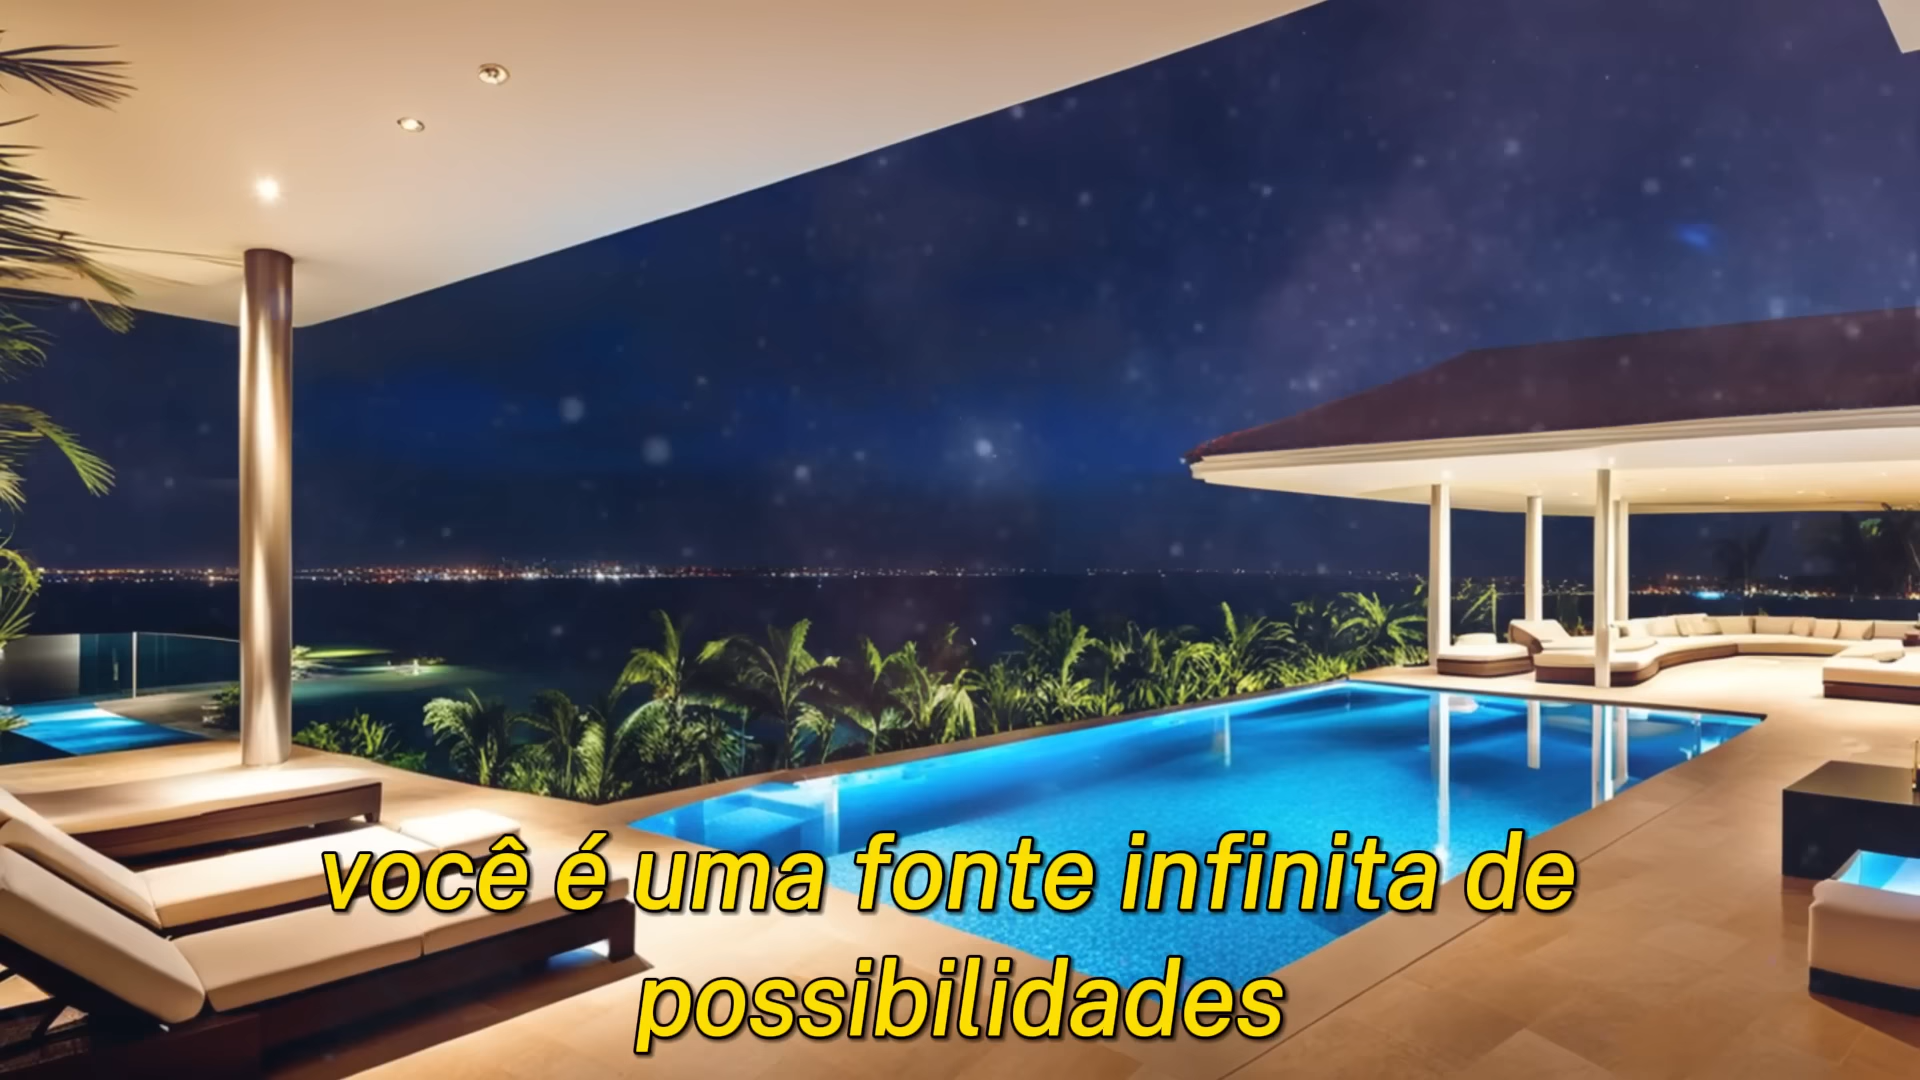 você é uma fonte infinita de
possibilidades